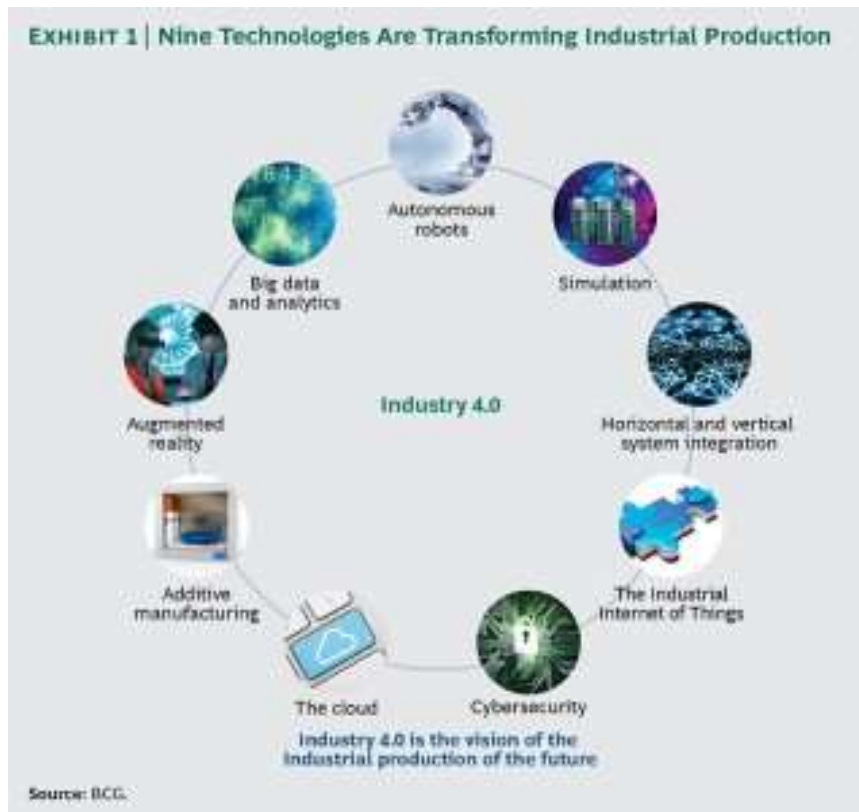 EXHIBIT 1 | Nine Technologies Are Transforming Industrial Production
Autonomous
robots
Simulation
Horizontal and vertical
system integration
The Industrial
Internet of Things
Cybersecurity
The cloud
Additive
manufacturing
Augmented
reality
Big data
and analytics
Industry 4.0
Industry 4.0 is the vision of the
Industrial production of the future
Source: BCG.